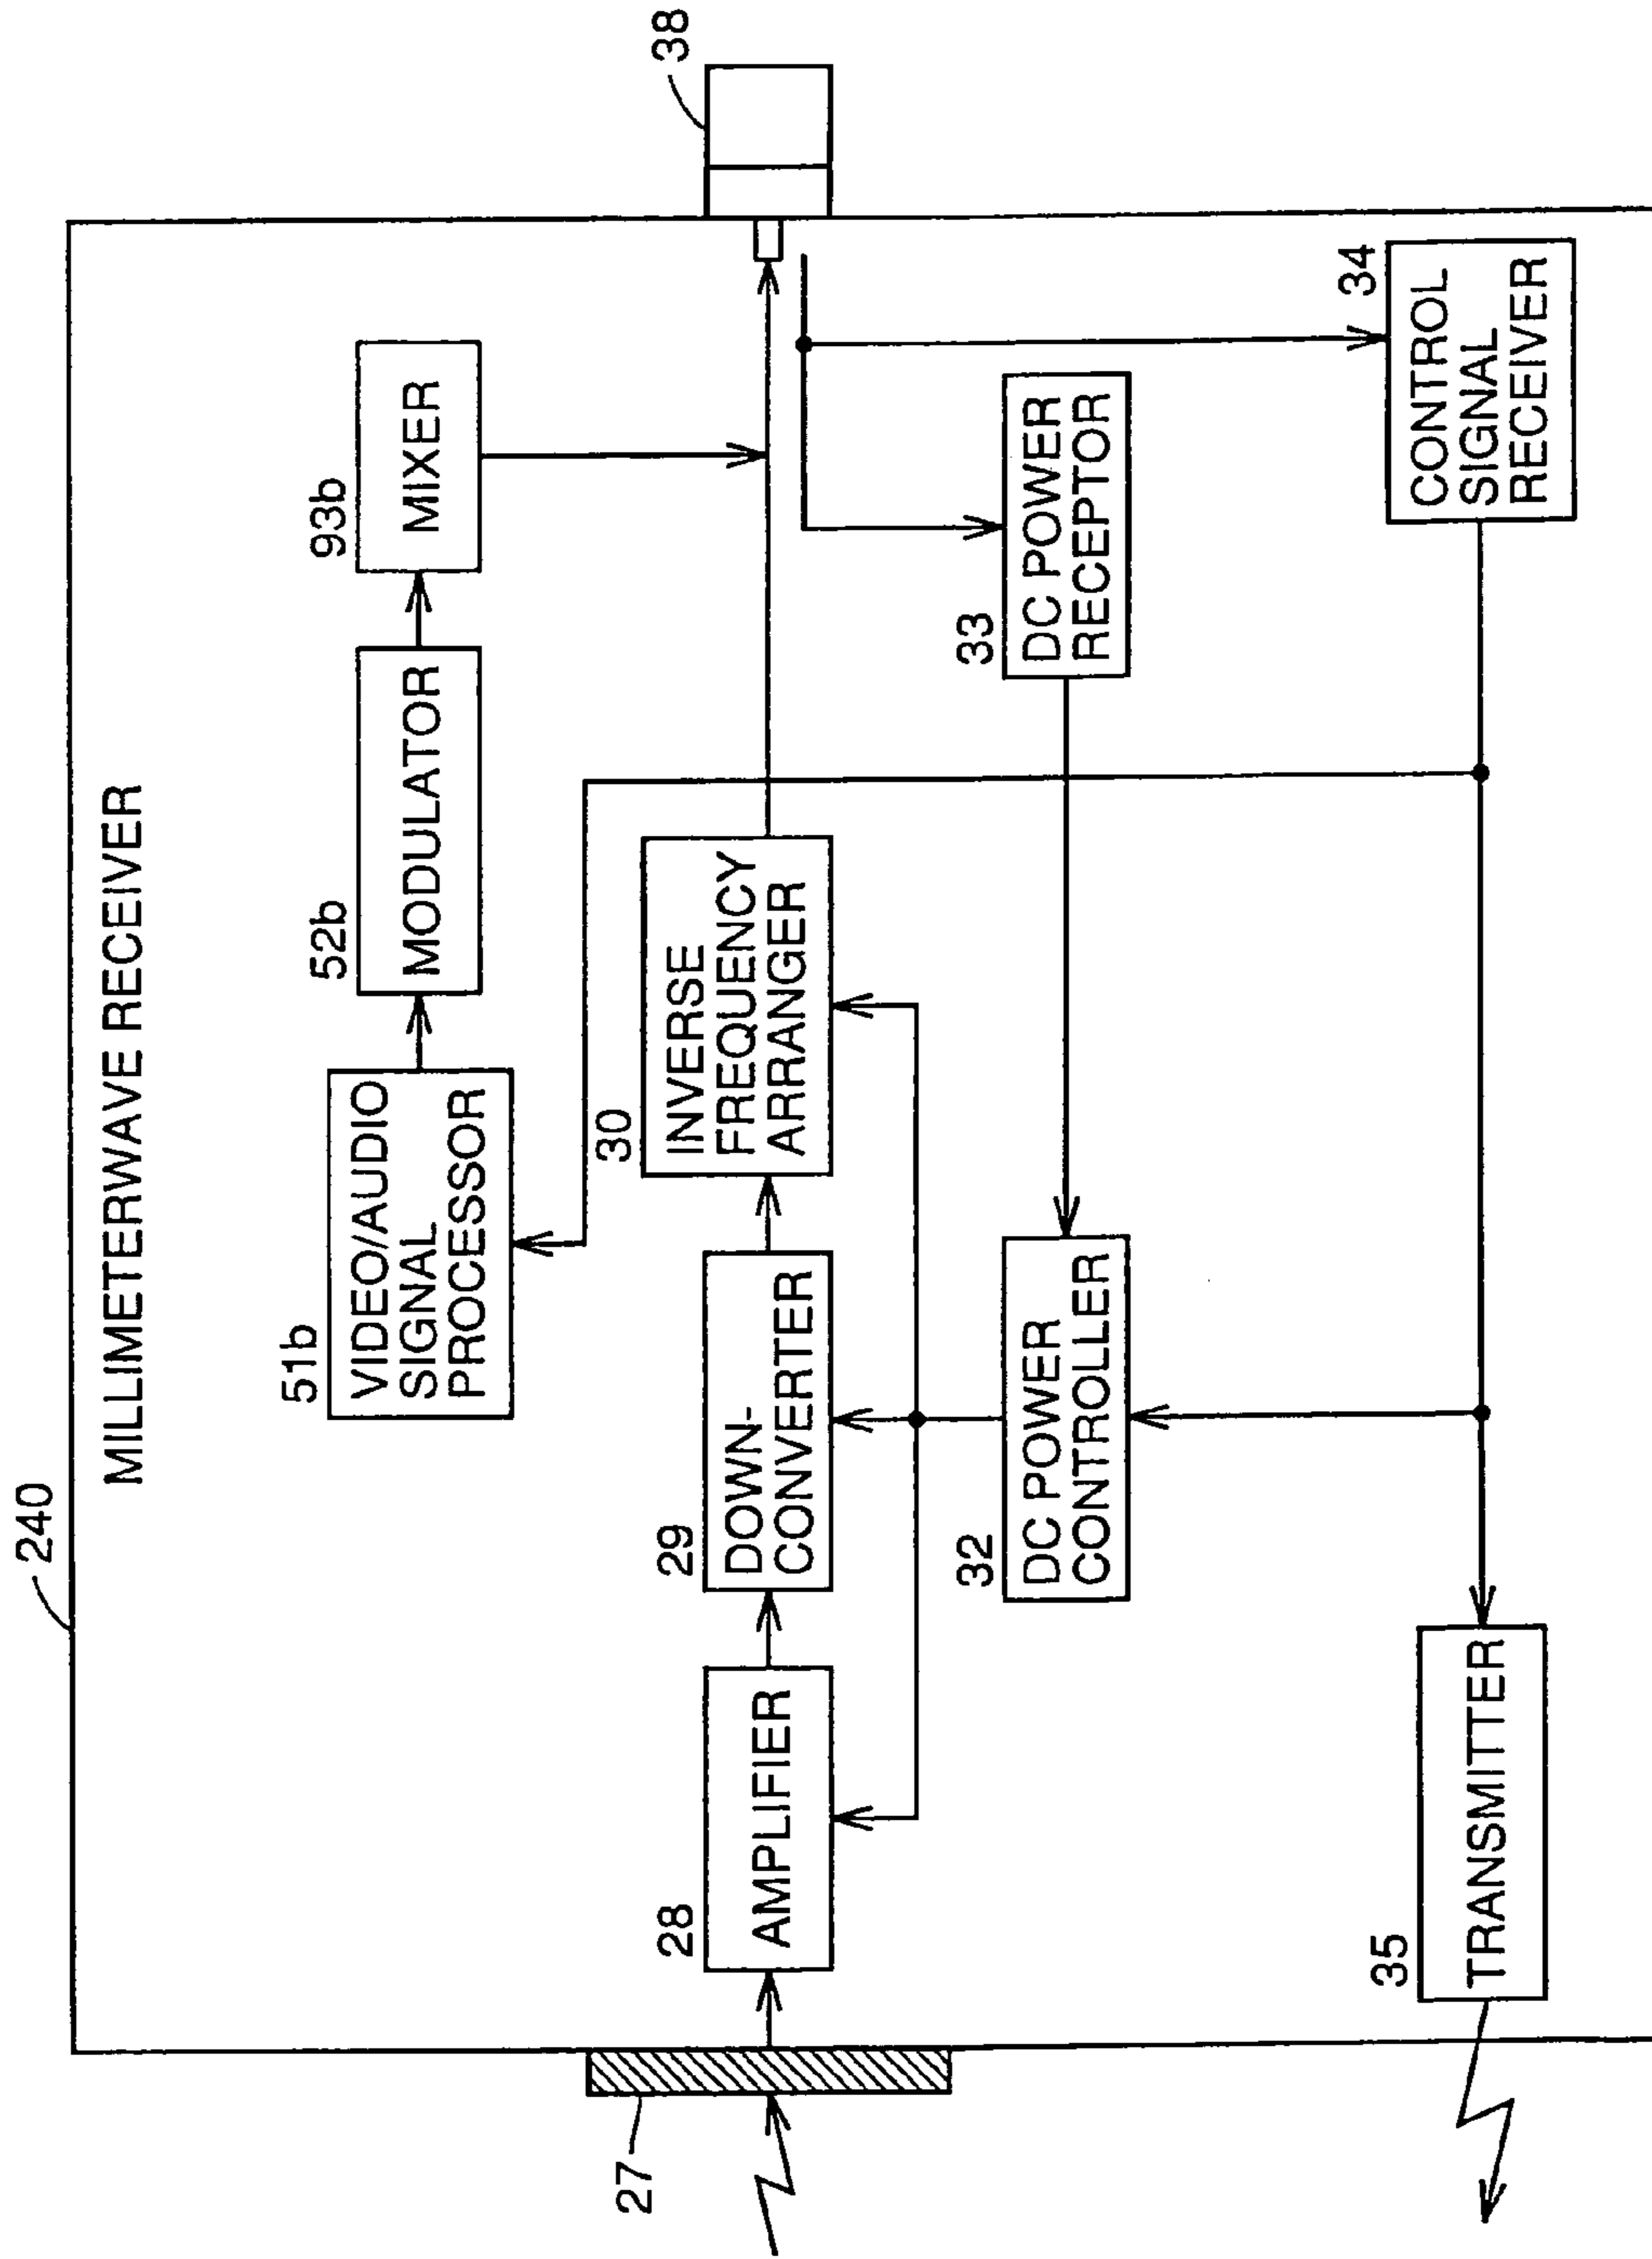 240
MILLIMETERWAVE RECEIVER
51b
VIDEO/AUDIO
SIGNAL
PROCESSOR
52b
MODULATOR
93b
MIXER
27
28
AMPLIFIER
29
DOWN-
CONVERTER
30
INVERSE
FREQUENCY
ARRANGER
38
32
DC POWER
CONTROLLER
33
DC POWER
RECEPTOR
35
TRANSMITTER
34
CONTROL
SIGNAL
RECEIVER